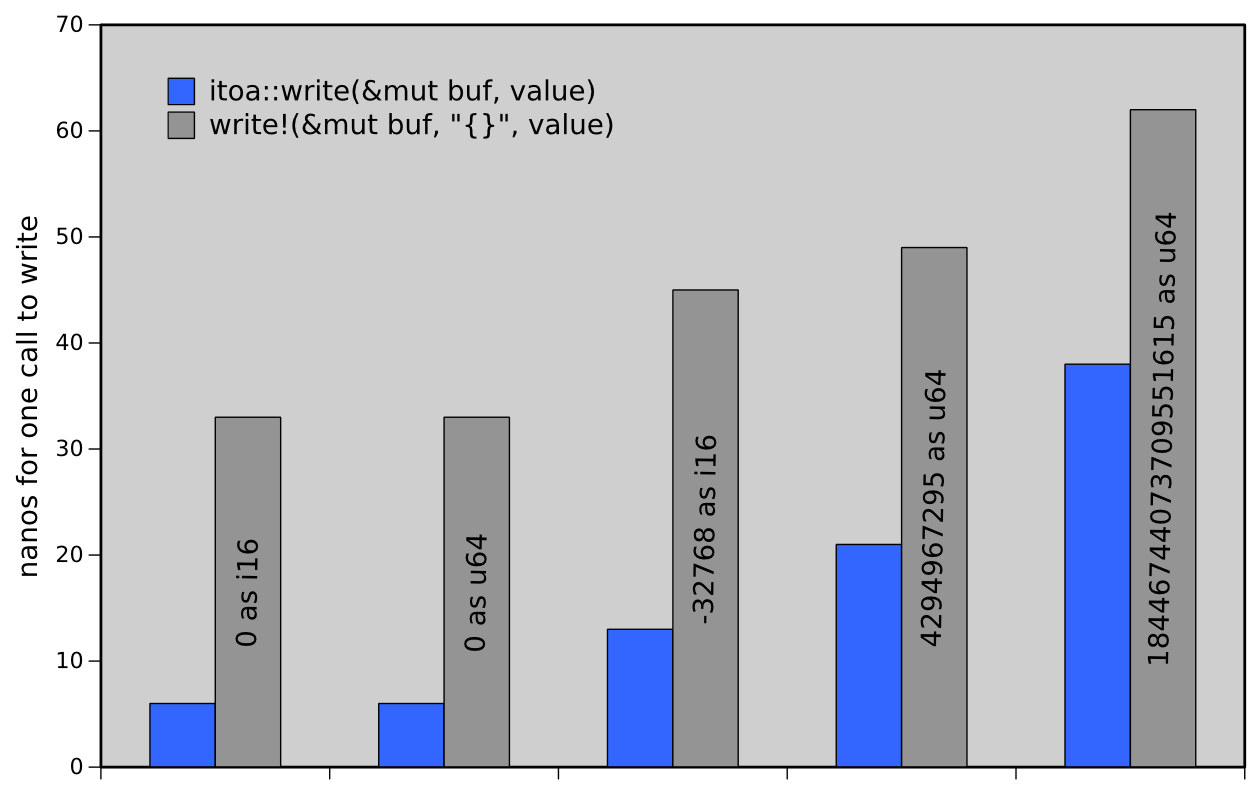 70
60
50
40
30
20
10
0
nanos for one call to write
itoa::write(&mut buf, value)
write!(&mut buf, "{}", value)
0 as i16
0 as u64
-32768 as i16
4294967295 as u64
18446744073709551615 as u64